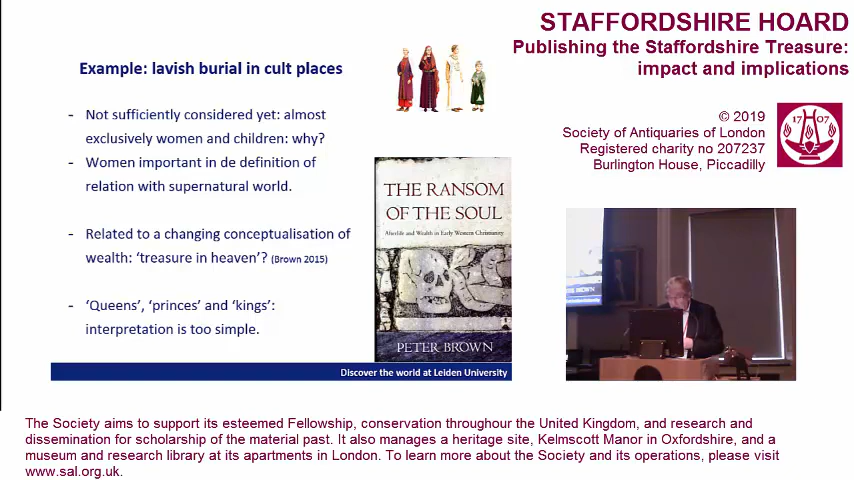 STAFFORDSHIRE HOARD
Publishing the Staffordshire Treasure:
impact and implications
© 2019
Society of Antiquaries of London
Registered charity no 207237
Burlington House, Piccadilly
17 07
Example: lavish burial in cult places
- Not sufficiently considered yet: almost
exclusively women and children: why?
- Women important in de definition of
relation with supernatural world.
- Related to a changing conceptualisation of
wealth: ‘treasure in heaven’? (Brown 2015)
- ‘Queens’, ‘princes’ and ‘kings’:
interpretation is too simple.
THE RANSOM
OF THE SOUL
Afterlife and Wealth in Early Western Christianity
PETER BROWN
Discover the world at Leiden University
The Society aims to support its esteemed Fellowship, conservation throughour the United Kingdom, and research and
dissemination for scholarship of the material past. It also manages a heritage site, Kelmscott Manor in Oxfordshire, and a
museum and research library at its apartments in London. To learn more about the Society and its operations, please visit
www.sal.org.uk.